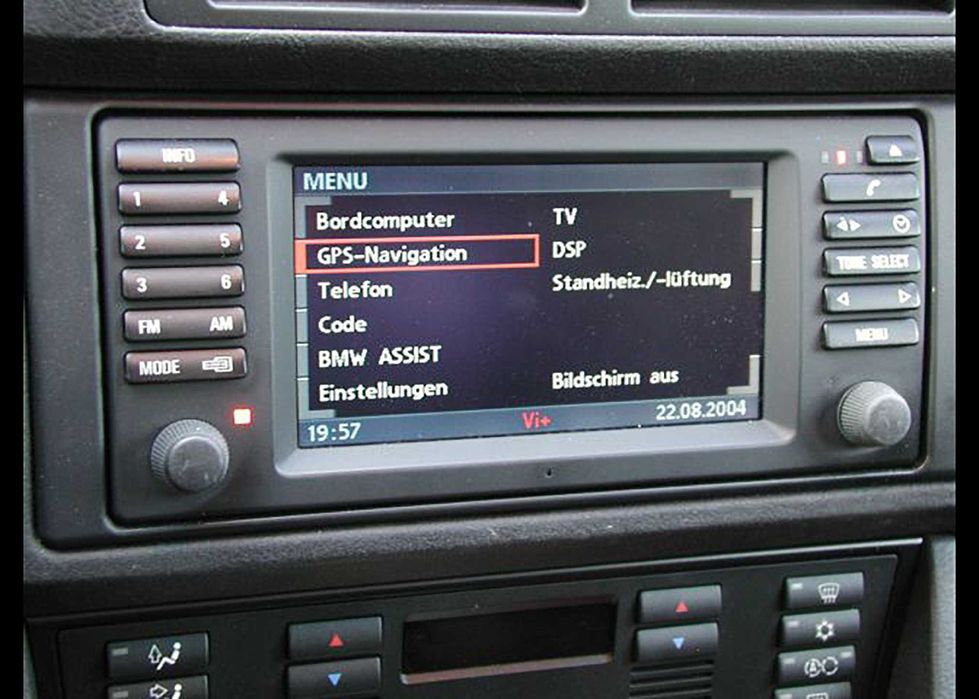 INFO
1 4
2 5
3 6
FM AM
MODE
MENU
Bordcomputer
GPS-Navigation
Telefon
Code
BMW ASSIST
Einstellungen
TV
DSP
Standheiz./-lüftung
Bildschirm aus
19:57
Vi+
22.08.2004
TONE SELECT
MENU
A